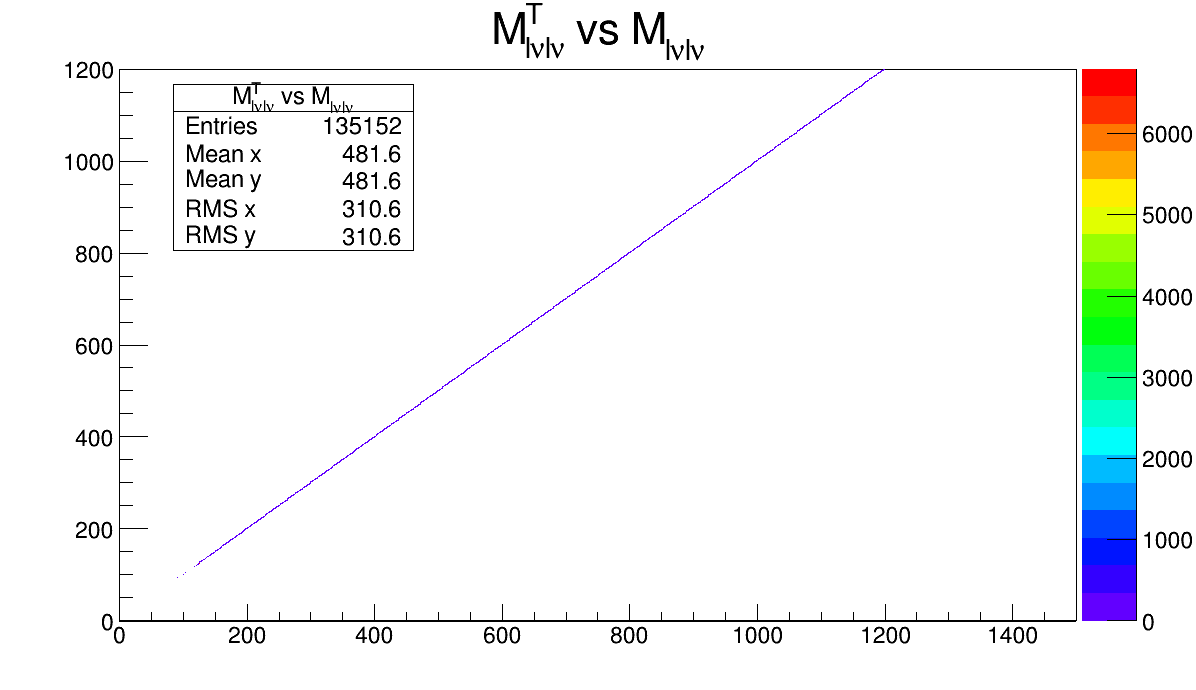 M^T_lνlν vs M_lνlν
1200
1000
800
600
400
200
0
M^T_lνlν vs M_lνlν
Entries 135152
Mean x 481.6
Mean y 481.6
RMS x 310.6
RMS y 310.6
0 200 400 600 800 1000 1200 1400
6000
5000
4000
3000
2000
1000
0